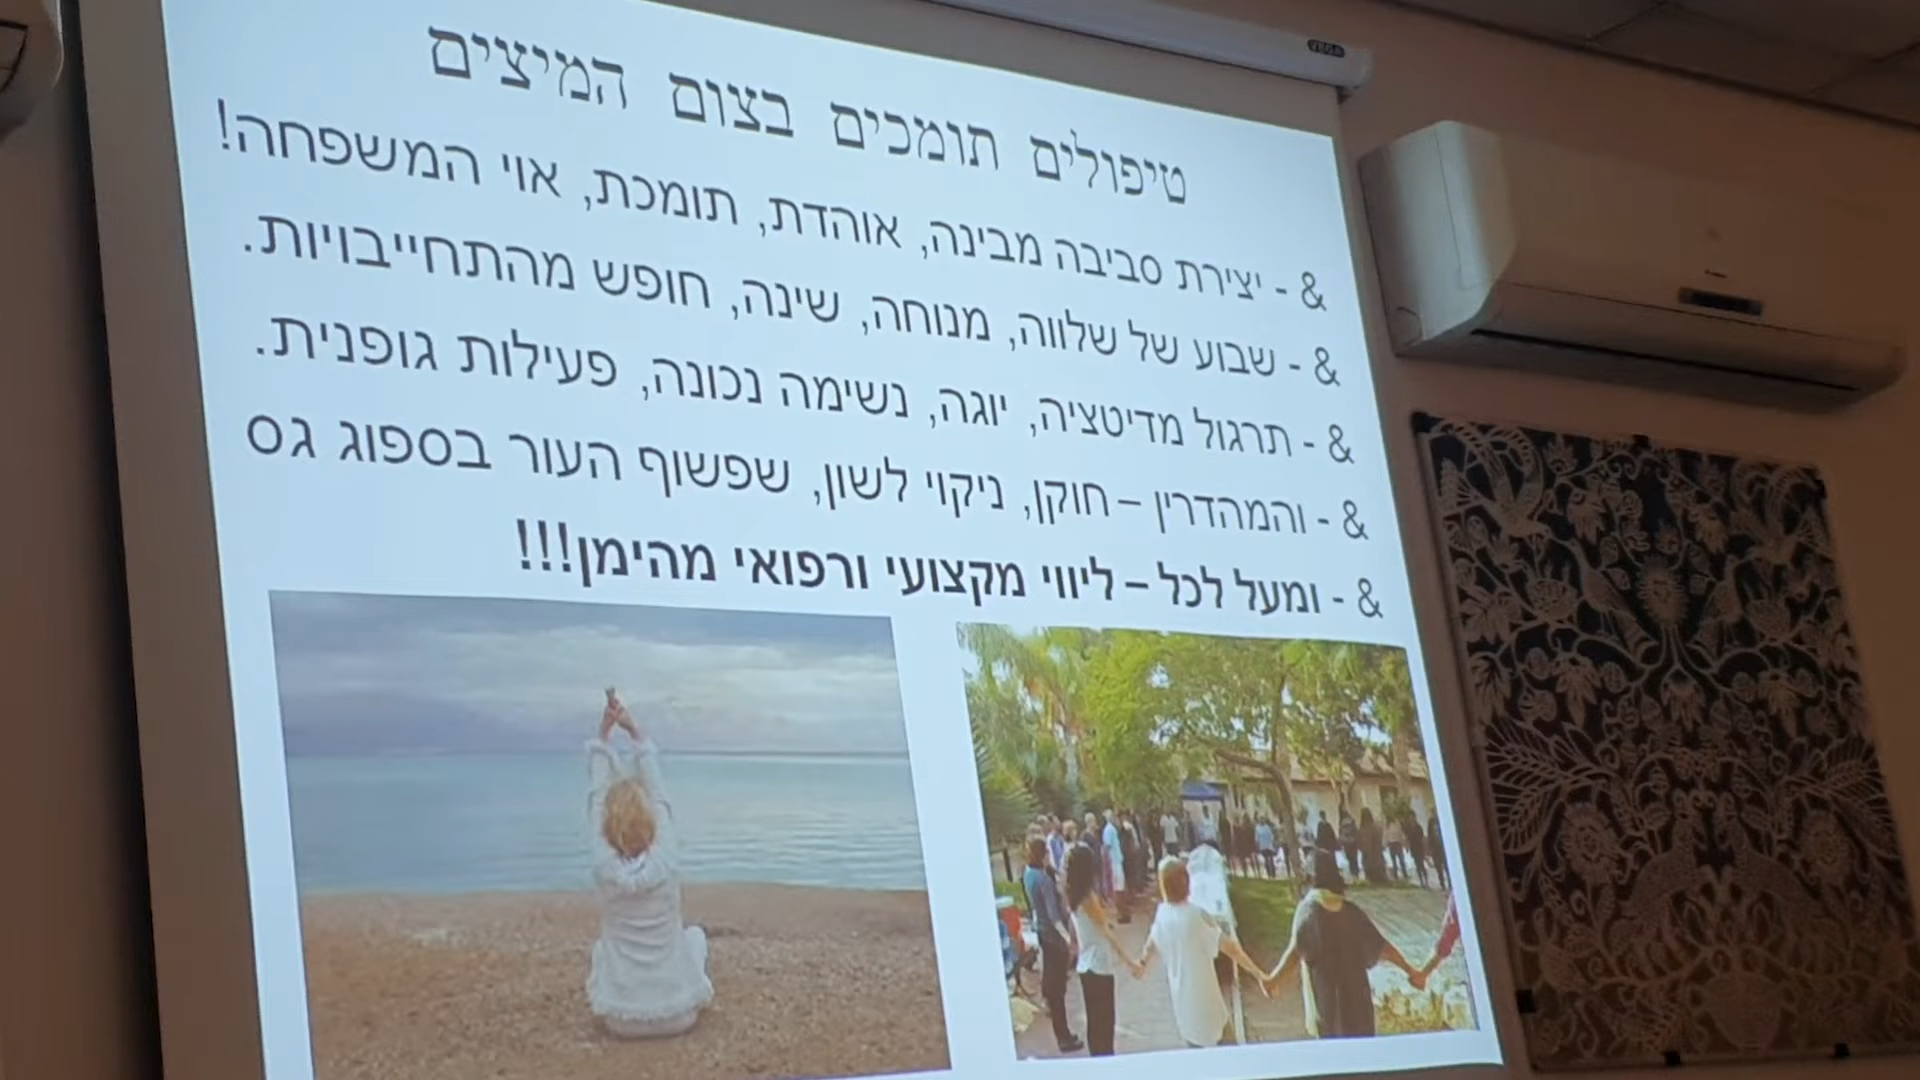 VEGA
טיפולים תומכים בצום המיצים
& - יצירת סביבה מבינה, אוהדת, תומכת, אוי המשפחה!
& - שבוע של שלווה, מנוחה, שינה, חופש מהתחייבויות.
& - תרגול מדיטציה, יוגה, נשימה נכונה, פעילות גופנית.
& - והמהדרין – חוקן, ניקוי לשון, שפשוף העור בספוג גס
& - ומעל לכל – ליווי מקצועי ורפואי מהימן!!!